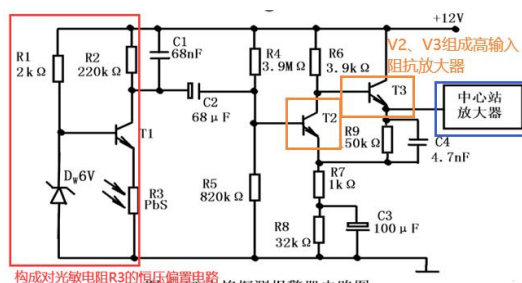 +12V
R1
2kΩ
R2
220kΩ
C1
68nF
R4
3.9MΩ
R6
3.9kΩ
V2、V3组成高输入
阻抗放大器
T3
中心站
放大器
C2
68μF
T1
T2
R9
50kΩ
C4
4.7nF
DW6V
R3
PbS
R5
820kΩ
R7
1kΩ
R8
32kΩ
C3
100μF
构成对光敏电阻R3的恒压偏置电路